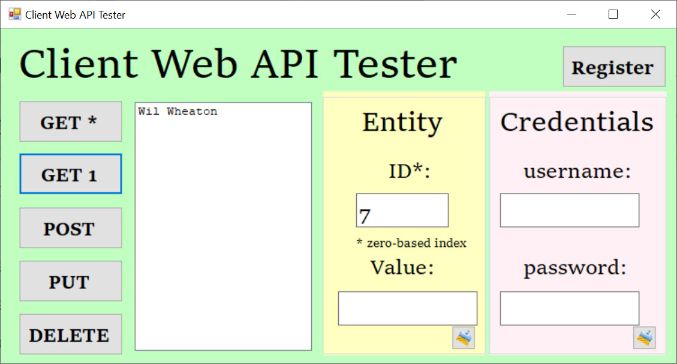 Client Web API Tester
Client Web API Tester
Register
GET *
GET 1
POST
PUT
DELETE
Wil Wheaton
Entity
ID*:
7
* zero-based index
Value:
Credentials
username:
password: